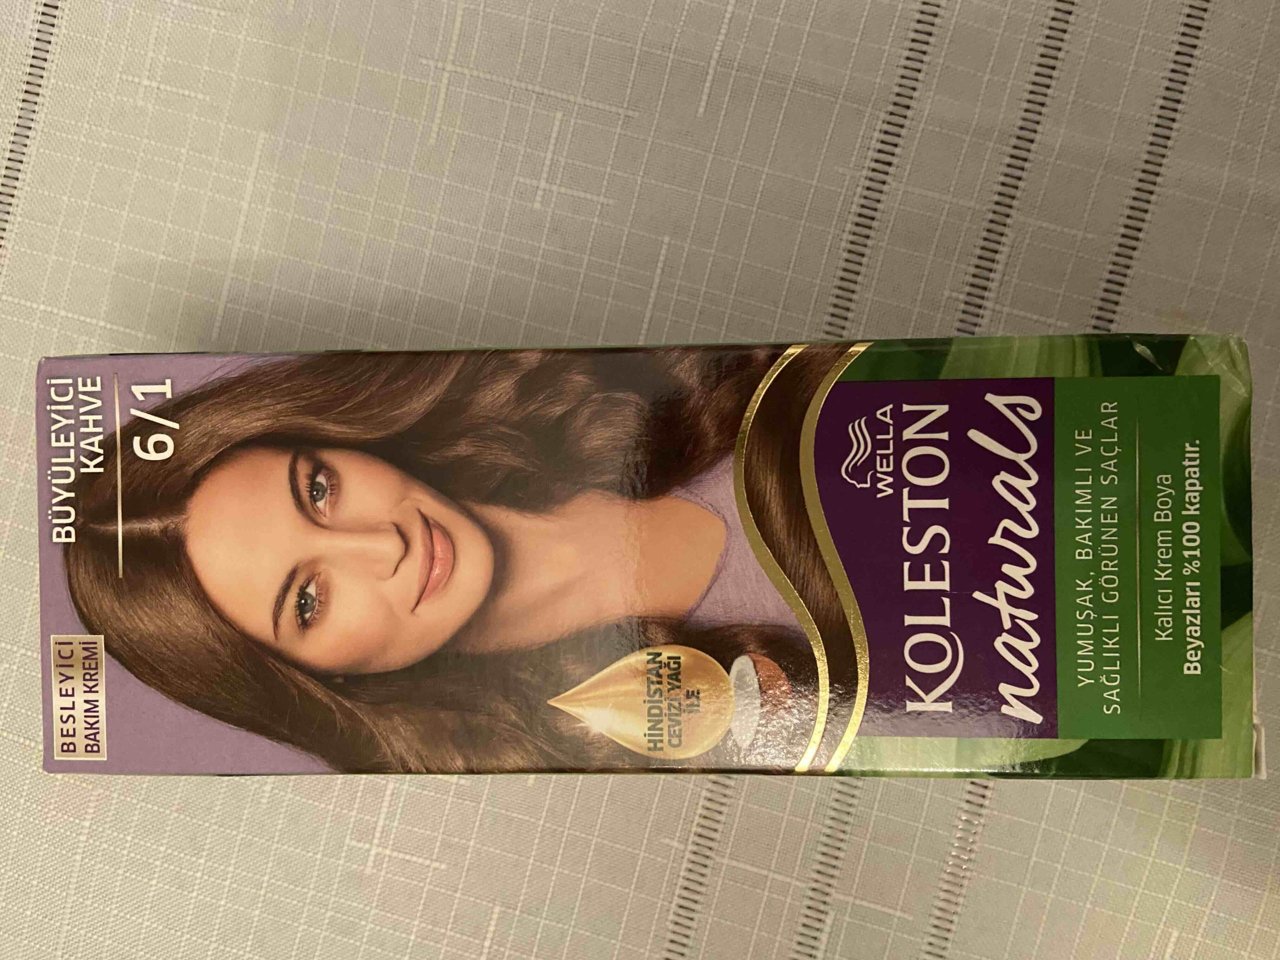 BESLEYİCİ
BAKIM KREMİ
BÜYÜLEYİCİ
KAHVE
6/1
HİNDİSTAN
CEVİZİ YAĞI
İLE
WELLA
KOLESTON
naturals
YUMUŞAK, BAKIMLI VE
SAĞLIKLI GÖRÜNEN SAÇLAR
Kalıcı Krem Boya
Beyazları %100 kapatır.